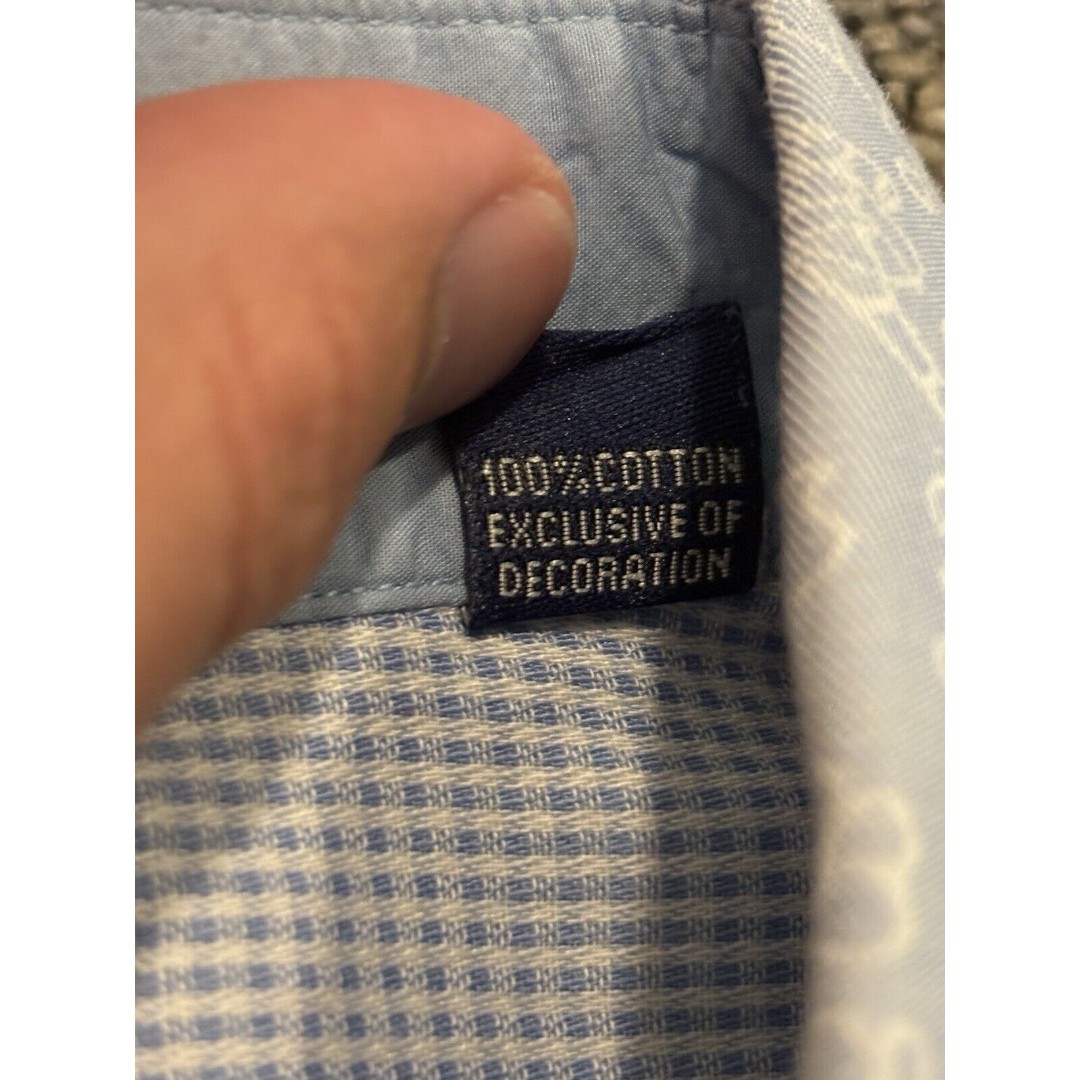 100% COTTON
EXCLUSIVE OF
DECORATION